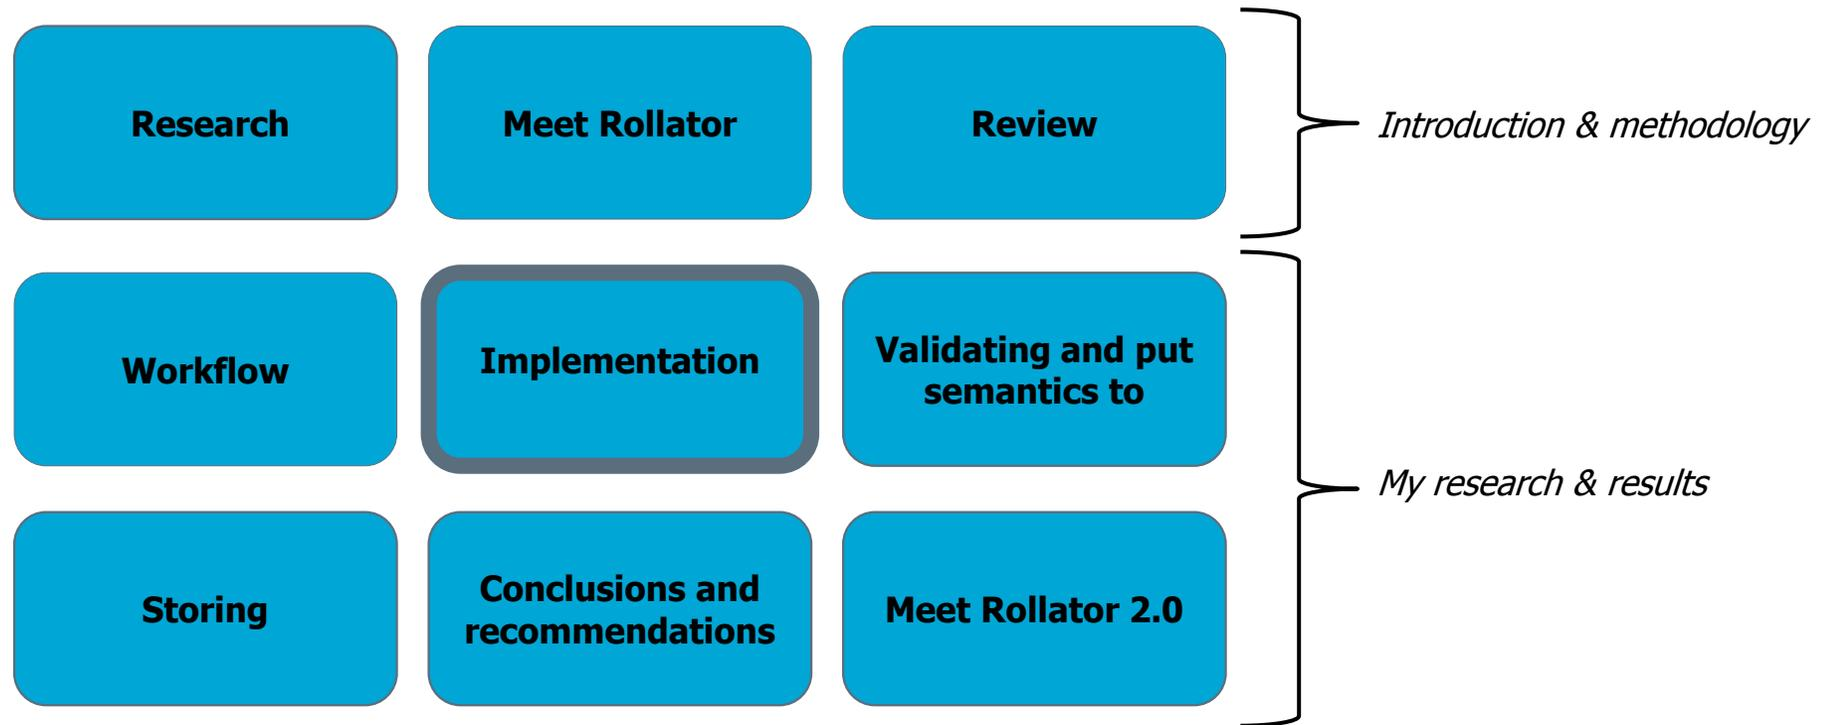 Research
Meet Rollator
Review
Introduction & methodology
Workflow
Implementation
Validating and put
semantics to
My research & results
Storing
Conclusions and
recommendations
Meet Rollator 2.0